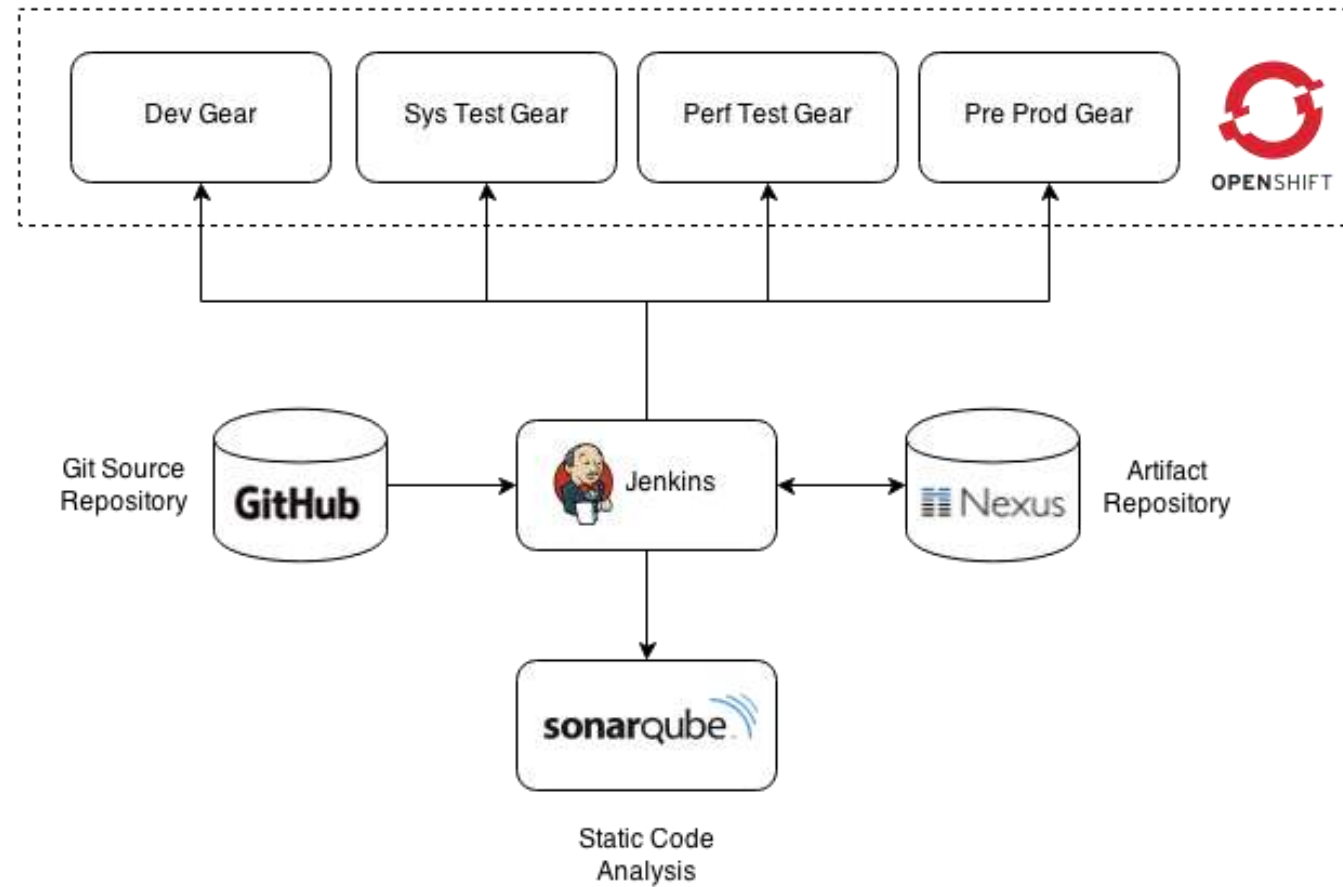 Dev Gear
Sys Test Gear
Perf Test Gear
Pre Prod Gear
OPENSHIFT
Git Source
Repository
GitHub
Jenkins
Nexus
Artifact
Repository
sonarqube
Static Code
Analysis